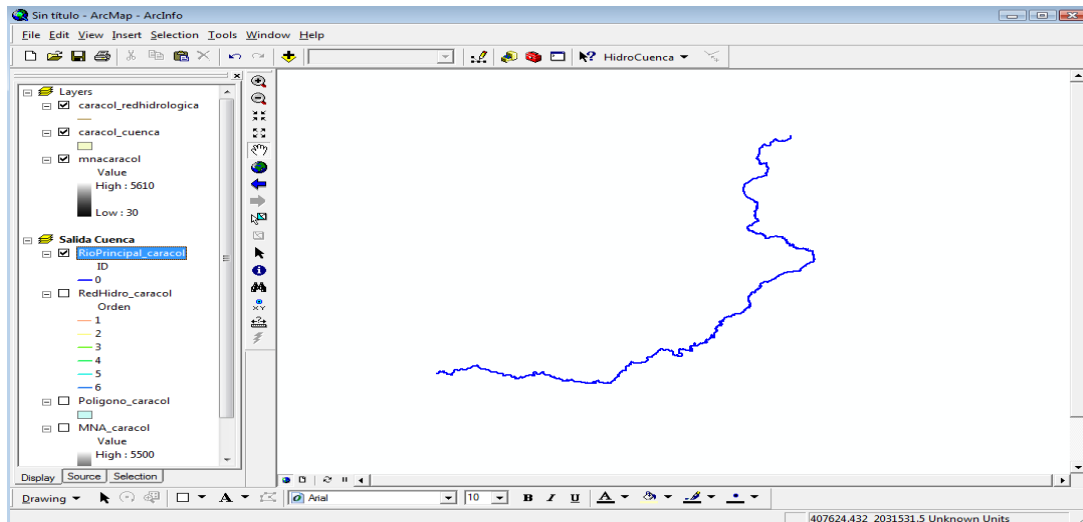 Sin título - ArcMap - ArcInfo
File Edit View Insert Selection Tools Window Help
HidroCuenca
Layers
caracol_redhidrologica
caracol_cuenca
mnacaracol
Value
High : 5610
Low : 30
Salida Cuenca
RioPrincipal_caracol
ID
0
RedHidro_caracol
Orden
1
2
3
4
5
6
Poligono_caracol
MNA_caracol
Value
High : 5500
Display Source Selection
Drawing A Arial 10 B I U A
407624.432 2031531.5 Unknown Units